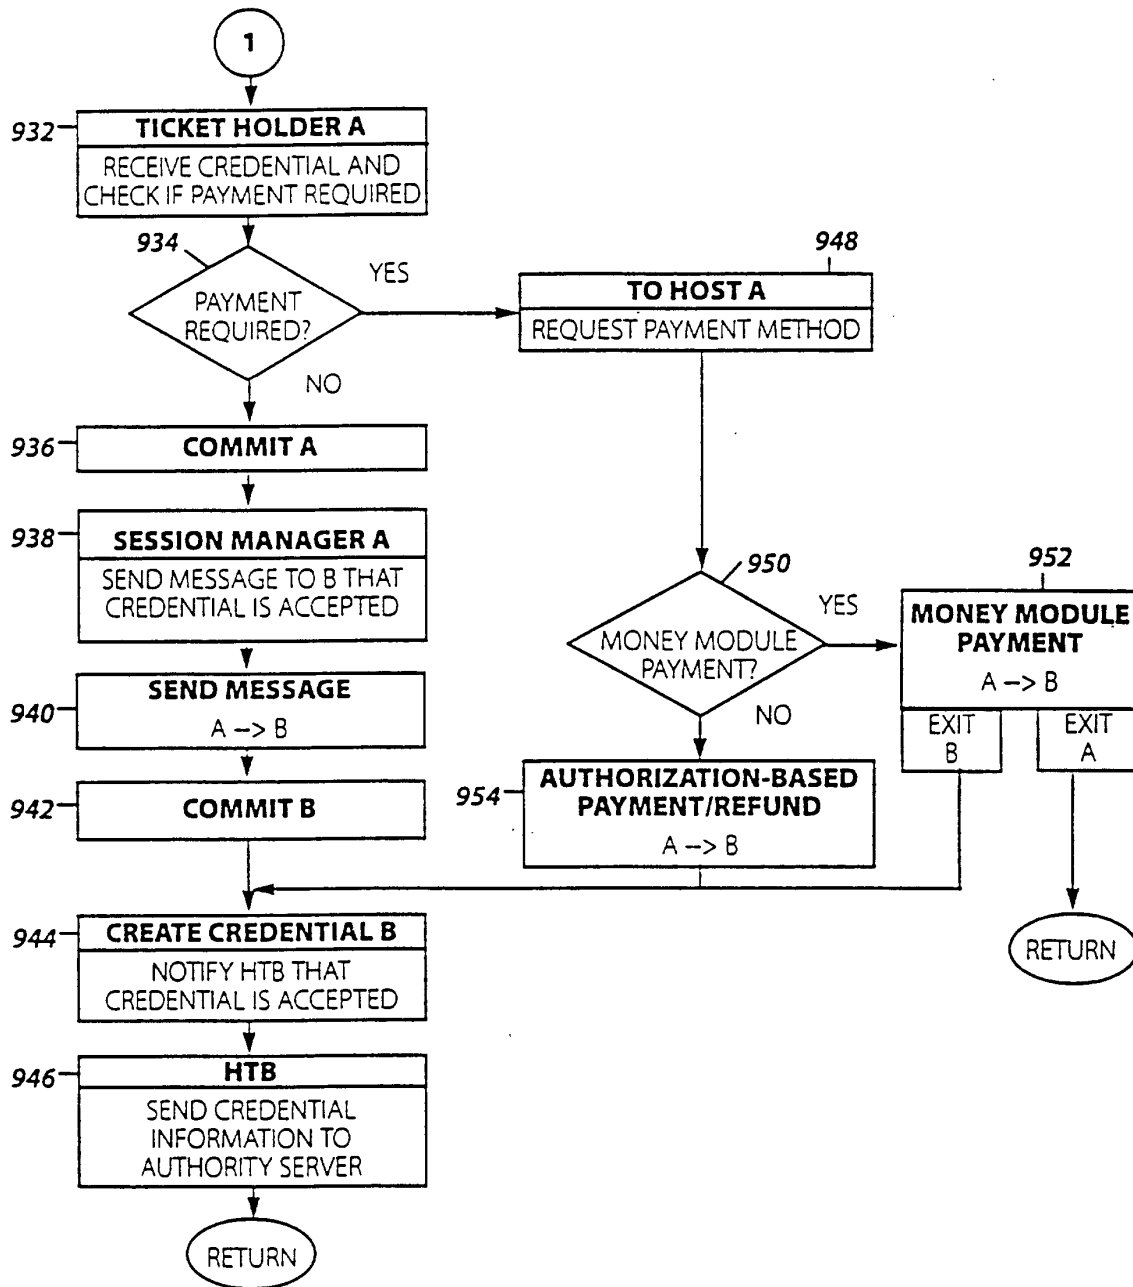 1
932
TICKET HOLDER A
RECEIVE CREDENTIAL AND
CHECK IF PAYMENT REQUIRED
934
PAYMENT
REQUIRED?
YES
NO
948
TO HOST A
REQUEST PAYMENT METHOD
936
COMMIT A
938
SESSION MANAGER A
SEND MESSAGE TO B THAT
CREDENTIAL IS ACCEPTED
950
MONEY MODULE
PAYMENT?
YES
NO
952
MONEY MODULE
PAYMENT
A --> B
EXIT
B
EXIT
A
940
SEND MESSAGE
A --> B
954
AUTHORIZATION-BASED
PAYMENT/REFUND
A --> B
942
COMMIT B
944
CREATE CREDENTIAL B
NOTIFY HTB THAT
CREDENTIAL IS ACCEPTED
RETURN
946
HTB
SEND CREDENTIAL
INFORMATION TO
AUTHORITY SERVER
RETURN